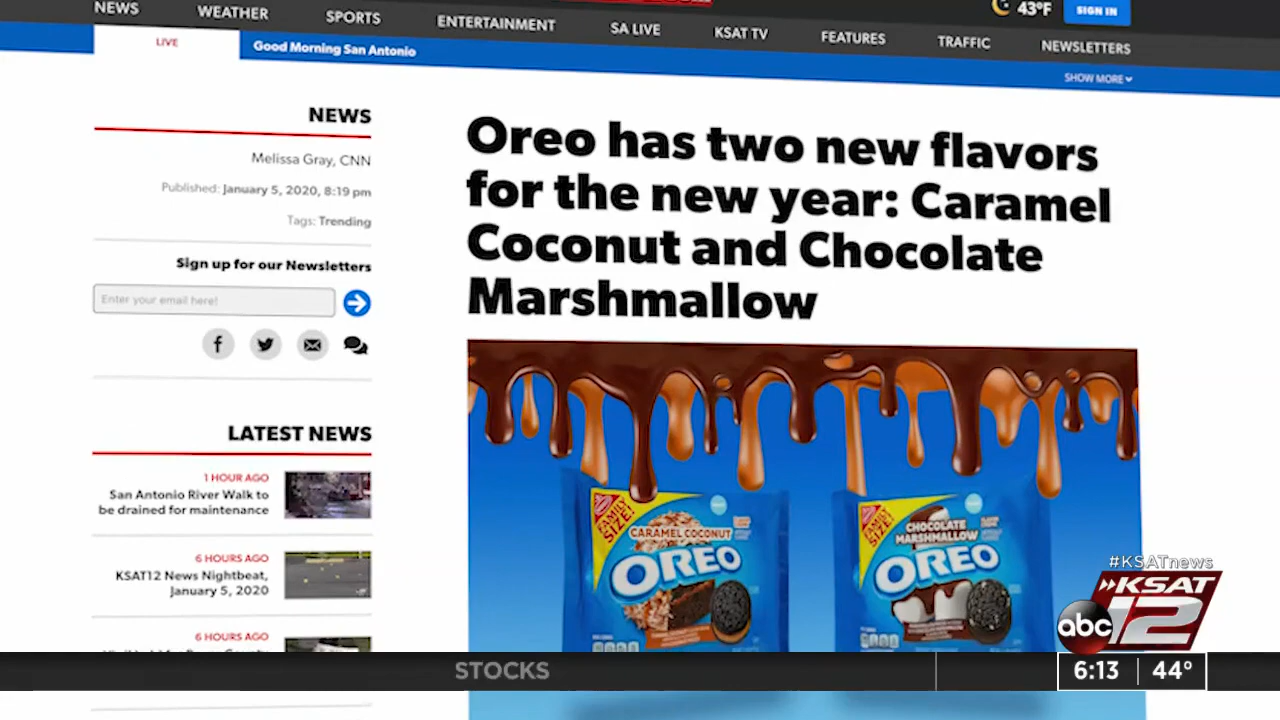 NEWS
WEATHER
SPORTS
ENTERTAINMENT
SA LIVE
KSAT TV
FEATURES
TRAFFIC
NEWSLETTERS
43°F
SIGN IN
LIVE
Good Morning San Antonio
SHOW MORE
NEWS
Melissa Gray, CNN
Published: January 5, 2020, 8:19 pm
Tags: Trending
Sign up for our Newsletters
Enter your email here!
LATEST NEWS
1 HOUR AGO
San Antonio River Walk to
be drained for maintenance
6 HOURS AGO
KSAT12 News Nightbeat,
January 5, 2020
6 HOURS AGO
Oreo has two new flavors
for the new year: Caramel
Coconut and Chocolate
Marshmallow
FAMILY
SIZE!
CARAMEL COCONUT
OREO
FAMILY
SIZE!
CHOCOLATE
MARSHMALLOW
OREO
#KSATnews
KSAT
abc 12
STOCKS
6:13
44°